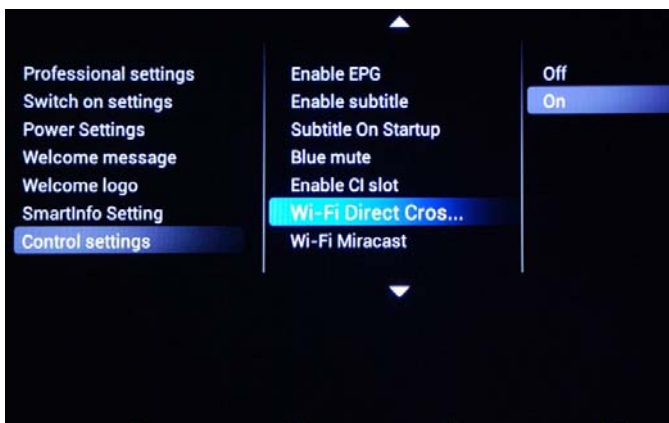 Professional settings
Switch on settings
Power Settings
Welcome message
Welcome logo
SmartInfo Setting
Control settings
Enable EPG
Enable subtitle
Subtitle On Startup
Blue mute
Enable CI slot
Wi-Fi Direct Cros...
Wi-Fi Miracast
Off
On